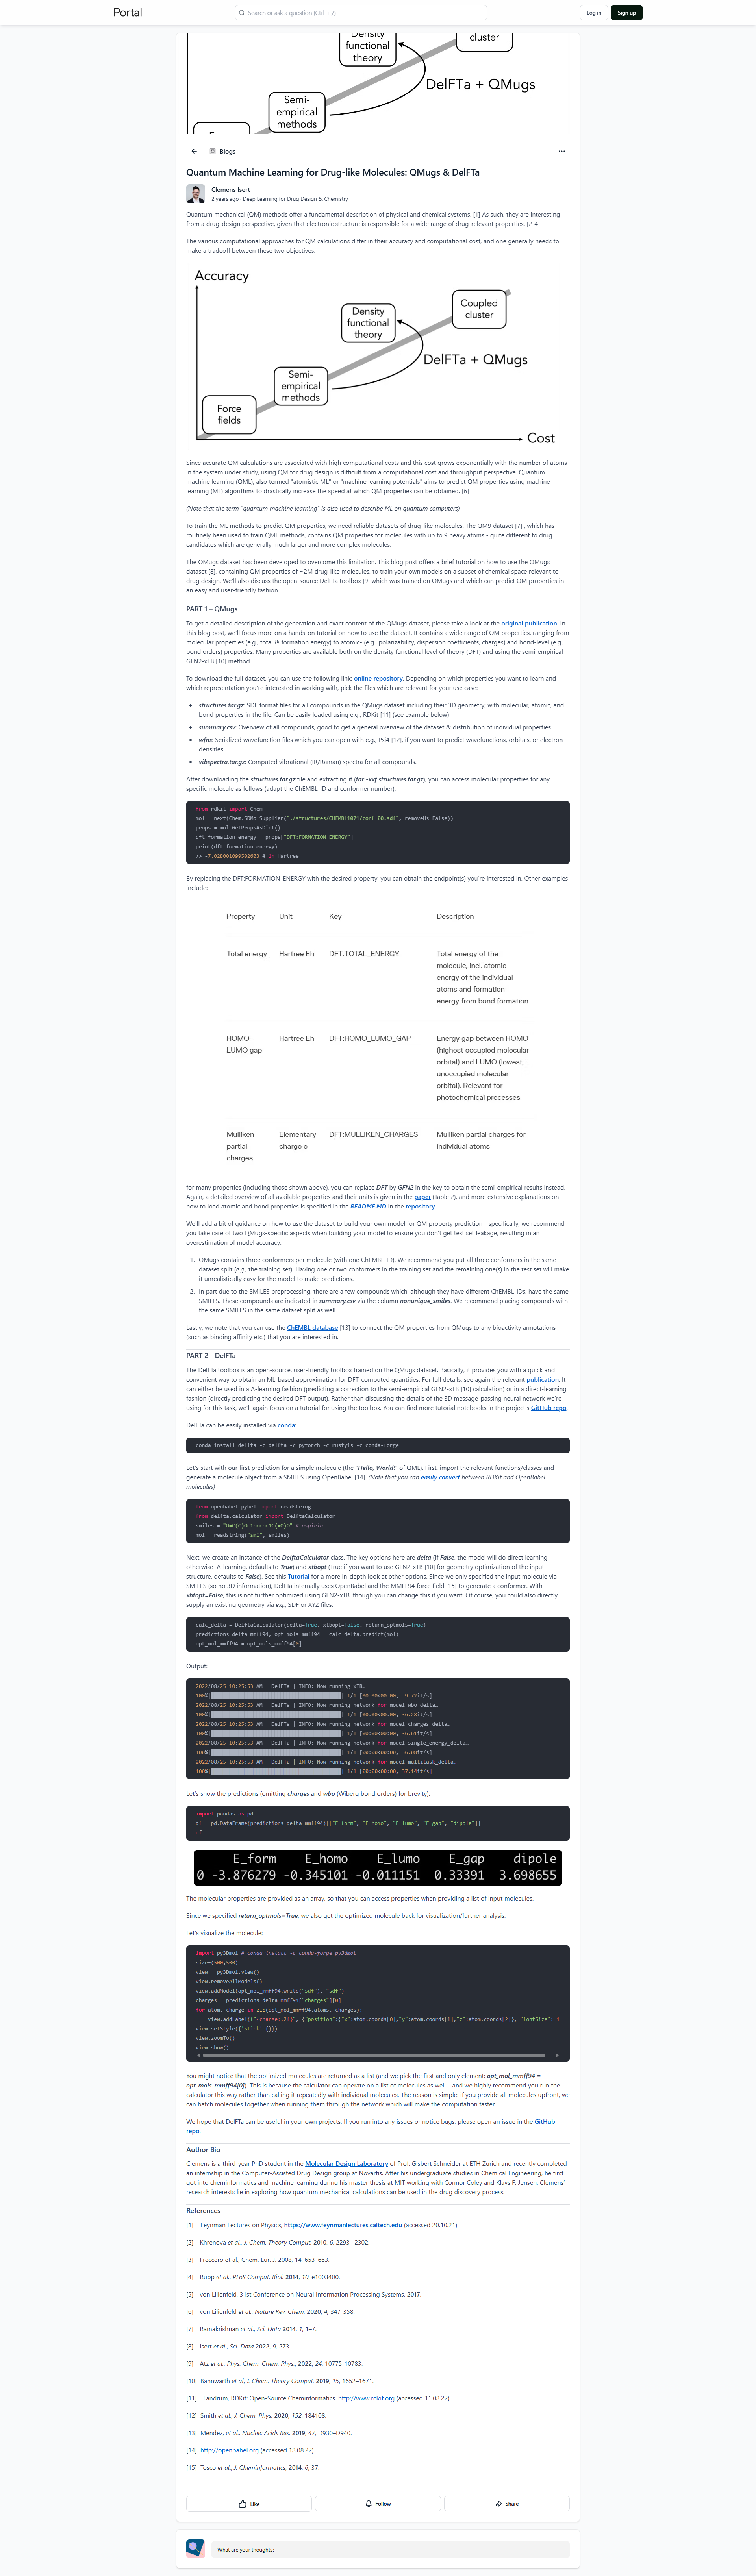 Portal
Search or ask a question (Ctrl + /)
Log in
Sign up
Density
functional
theory
cluster
DelFTa + QMugs
Semi-
empirical
methods
Blogs
Quantum Machine Learning for Drug-like Molecules: QMugs & DelFTa
Clemens Isert
2 years ago · Deep Learning for Drug Design & Chemistry
Quantum mechanical (QM) methods offer a fundamental description of physical and chemical systems. [1] As such, they are interesting
from a drug-design perspective, given that electronic structure is responsible for a wide range of drug-relevant properties. [2-4]
The various computational approaches for QM calculations differ in their accuracy and computational cost, and one generally needs to
make a tradeoff between these two objectives:
Accuracy
Density
functional
theory
Coupled
cluster
DelFTa + QMugs
Semi-
empirical
methods
Force
fields
Cost
Since accurate QM calculations are associated with high computational costs and this cost grows exponentially with the number of atoms
in the system under study, using QM for drug design is difficult from a computational cost and throughput perspective. Quantum
machine learning (QML), also termed "atomistic ML" or "machine learning potentials" aims to predict QM properties using machine
learning (ML) algorithms to drastically increase the speed at which QM properties can be obtained. [6]
(Note that the term "quantum machine learning" is also used to describe ML on quantum computers)
To train the ML methods to predict QM properties, we need reliable datasets of drug-like molecules. The QM9 dataset [7] , which has
routinely been used to train QML methods, contains QM properties for molecules with up to 9 heavy atoms - quite different to drug
candidates which are generally much larger and more complex molecules.
The QMugs dataset has been developed to overcome this limitation. This blog post offers a brief tutorial on how to use the QMugs
dataset [8], containing QM properties of ~2M drug-like molecules, to train your own models on a subset of chemical space relevant to
drug design. We'll also discuss the open-source DelFTa toolbox [9] which was trained on QMugs and which can predict QM properties in
an easy and user-friendly fashion.
PART 1 – QMugs
To get a detailed description of the generation and exact content of the QMugs dataset, please take a look at the original publication. In
this blog post, we'll focus more on a hands-on tutorial on how to use the dataset. It contains a wide range of QM properties, ranging from
molecular properties (e.g., total & formation energy) to atomic- (e.g., polarizability, dispersion coefficients, charges) and bond-level (e.g.,
bond orders) properties. Many properties are available both on the density functional level of theory (DFT) and using the semi-empirical
GFN2-xTB [10] method.
To download the full dataset, you can use the following link: online repository. Depending on which properties you want to learn and
which representation you're interested in working with, pick the files which are relevant for your use case:
• structures.tar.gz: SDF format files for all compounds in the QMugs dataset including their 3D geometry; with molecular, atomic, and
bond properties in the file. Can be easily loaded using e.g., RDKit [11] (see example below)
• summary.csv: Overview of all compounds, good to get a general overview of the dataset & distribution of individual properties
• wfns: Serialized wavefunction files which you can open with e.g., Psi4 [12], if you want to predict wavefunctions, orbitals, or electron
densities.
• vibspectra.tar.gz: Computed vibrational (IR/Raman) spectra for all compounds.
After downloading the structures.tar.gz file and extracting it (tar -xvf structures.tar.gz), you can access molecular properties for any
specific molecule as follows (adapt the ChEMBL-ID and conformer number):
from rdkit import Chem
mol = next(Chem.SDMolSupplier("./structures/CHEMBL1071/conf_00.sdf", removeHs=False))
props = mol.GetPropsAsDict()
dft_formation_energy = props["DFT:FORMATION_ENERGY"]
print(dft_formation_energy)
>> -7.028001099502603 # in Hartree
By replacing the DFT:FORMATION_ENERGY with the desired property, you can obtain the endpoint(s) you're interested in. Other examples
include:
Property Unit Key Description
Total energy Hartree Eh DFT:TOTAL_ENERGY Total energy of the
molecule, incl. atomic
energy of the individual
atoms and formation
energy from bond formation
HOMO- Hartree Eh DFT:HOMO_LUMO_GAP Energy gap between HOMO
LUMO gap (highest occupied molecular
orbital) and LUMO (lowest
unoccupied molecular
orbital). Relevant for
photochemical processes
Mulliken Elementary DFT:MULLIKEN_CHARGES Mulliken partial charges for
partial charge e individual atoms
charges
for many properties (including those shown above), you can replace DFT by GFN2 in the key to obtain the semi-empirical results instead.
Again, a detailed overview of all available properties and their units is given in the paper (Table 2), and more extensive explanations on
how to load atomic and bond properties is specified in the README.MD in the repository.
We'll add a bit of guidance on how to use the dataset to build your own model for QM property prediction - specifically, we recommend
you take care of two QMugs-specific aspects when building your model to ensure you don't get test set leakage, resulting in an
overestimation of model accuracy.
1. QMugs contains three conformers per molecule (with one ChEMBL-ID). We recommend you put all three conformers in the same
dataset split (e.g., the training set). Having one or two conformers in the training set and the remaining one(s) in the test set will make
it unrealistically easy for the model to make predictions.
2. In part due to the SMILES preprocessing, there are a few compounds which, although they have different ChEMBL-IDs, have the same
SMILES. These compounds are indicated in summary.csv via the column nonunique_smiles. We recommend placing compounds with
the same SMILES in the same dataset split as well.
Lastly, we note that you can use the ChEMBL database [13] to connect the QM properties from QMugs to any bioactivity annotations
(such as binding affinity etc.) that you are interested in.
PART 2 - DelFTa
The DelFTa toolbox is an open-source, user-friendly toolbox trained on the QMugs dataset. Basically, it provides you with a quick and
convenient way to obtain an ML-based approximation for DFT-computed quantities. For full details, see again the relevant publication. It
can either be used in a Δ-learning fashion (predicting a correction to the semi-empirical GFN2-xTB [10] calculation) or in a direct-learning
fashion (directly predicting the desired DFT output). Rather than discussing the details of the 3D message-passing neural network we're
using for this task, we'll again focus on a tutorial for using the toolbox. You can find more tutorial notebooks in the project's GitHub repo.
DelFTa can be easily installed via conda:
conda install delfta -c delfta -c pytorch -c rusty1s -c conda-forge
Let's start with our first prediction for a simple molecule (the "Hello, World!" of QML). First, import the relevant functions/classes and
generate a molecule object from a SMILES using OpenBabel [14]. (Note that you can easily convert between RDKit and OpenBabel
molecules)
from openbabel.pybel import readstring
from delfta.calculator import DelftaCalculator
smiles = "O=C(C)Oc1ccccc1C(=O)O" # aspirin
mol = readstring("smi", smiles)
Next, we create an instance of the DelftaCalculator class. The key options here are delta (if False, the model will do direct learning
otherwise Δ-learning, defaults to True) and xtbopt (True if you want to use GFN2-xTB [10] for geometry optimization of the input
structure, defaults to False). See this Tutorial for a more in-depth look at other options. Since we only specified the input molecule via
SMILES (so no 3D information), DelFTa internally uses OpenBabel and the MMFF94 force field [15] to generate a conformer. With
xbtopt=False, this is not further optimized using GFN2-xTB, though you can change this if you want. Of course, you could also directly
supply an existing geometry via e.g., SDF or XYZ files.
calc_delta = DelftaCalculator(delta=True, xtbopt=False, return_optmols=True)
predictions_delta_mmff94, opt_mols_mmff94 = calc_delta.predict(mol)
opt_mol_mmff94 = opt_mols_mmff94[0]
Output:
2022/08/25 10:25:53 AM | DelFTa | INFO: Now running xTB…
100%| | 1/1 [00:00<00:00, 9.72it/s]
2022/08/25 10:25:53 AM | DelFTa | INFO: Now running network for model wbo_delta…
100%| | 1/1 [00:00<00:00, 36.28it/s]
2022/08/25 10:25:53 AM | DelFTa | INFO: Now running network for model charges_delta…
100%| | 1/1 [00:00<00:00, 36.61it/s]
2022/08/25 10:25:53 AM | DelFTa | INFO: Now running network for model single_energy_delta…
100%| | 1/1 [00:00<00:00, 36.08it/s]
2022/08/25 10:25:53 AM | DelFTa | INFO: Now running network for model multitask_delta…
100%| | 1/1 [00:00<00:00, 37.14it/s]
Let's show the predictions (omitting charges and wbo (Wiberg bond orders) for brevity):
import pandas as pd
df = pd.DataFrame(predictions_delta_mmff94)[["E_form", "E_homo", "E_lumo", "E_gap", "dipole"]]
df
E_form E_homo E_lumo E_gap dipole
0 -3.876279 -0.345101 -0.011151 0.33391 3.698655
The molecular properties are provided as an array, so that you can access properties when providing a list of input molecules.
Since we specified return_optmols=True, we also get the optimized molecule back for visualization/further analysis.
Let's visualize the molecule:
import py3Dmol # conda install -c conda-forge py3dmol
size=(500,500)
view = py3Dmol.view()
view.removeAllModels()
view.addModel(opt_mol_mmff94.write("sdf"), "sdf")
charges = predictions_delta_mmff94["charges"][0]
for atom, charge in zip(opt_mol_mmff94.atoms, charges):
view.addLabel(f"{charge:.2f}", {"position":{"x":atom.coords[0],"y":atom.coords[1],"z":atom.coords[2]}, "fontSize": 1
view.setStyle({'stick':{}})
view.zoomTo()
view.show()
You might notice that the optimized molecules are returned as a list (and we pick the first and only element: opt_mol_mmff94 =
opt_mols_mmff94[0]). This is because the calculator can operate on a list of molecules as well – and we highly recommend you run the
calculator this way rather than calling it repeatedly with individual molecules. The reason is simple: if you provide all molecules upfront, we
can batch molecules together when running them through the network which will make the computation faster.
We hope that DelFTa can be useful in your own projects. If you run into any issues or notice bugs, please open an issue in the GitHub
repo.
Author Bio
Clemens is a third-year PhD student in the Molecular Design Laboratory of Prof. Gisbert Schneider at ETH Zurich and recently completed
an internship in the Computer-Assisted Drug Design group at Novartis. After his undergraduate studies in Chemical Engineering, he first
got into cheminformatics and machine learning during his master thesis at MIT working with Connor Coley and Klavs F. Jensen. Clemens'
research interests lie in exploring how quantum mechanical calculations can be used in the drug discovery process.
References
[1] Feynman Lectures on Physics, https://www.feynmanlectures.caltech.edu (accessed 20.10.21)
[2] Khrenova et al., J. Chem. Theory Comput. 2010, 6, 2293– 2302.
[3] Freccero et al., Chem. Eur. J. 2008, 14, 653–663.
[4] Rupp et al., PLoS Comput. Biol. 2014, 10, e1003400.
[5] von Lilienfeld, 31st Conference on Neural Information Processing Systems, 2017.
[6] von Lilienfeld et al., Nature Rev. Chem. 2020, 4, 347-358.
[7] Ramakrishnan et al., Sci. Data 2014, 1, 1–7.
[8] Isert et al., Sci. Data 2022, 9, 273.
[9] Atz et al., Phys. Chem. Chem. Phys., 2022, 24, 10775-10783.
[10] Bannwarth et al, J. Chem. Theory Comput. 2019, 15, 1652–1671.
[11] Landrum, RDKit: Open-Source Cheminformatics. http://www.rdkit.org (accessed 11.08.22).
[12] Smith et al., J. Chem. Phys. 2020, 152, 184108.
[13] Mendez, et al., Nucleic Acids Res. 2019, 47, D930–D940.
[14] http://openbabel.org (accessed 18.08.22)
[15] Tosco et al., J. Cheminformatics, 2014, 6, 37.
Like
Follow
Share
What are your thoughts?